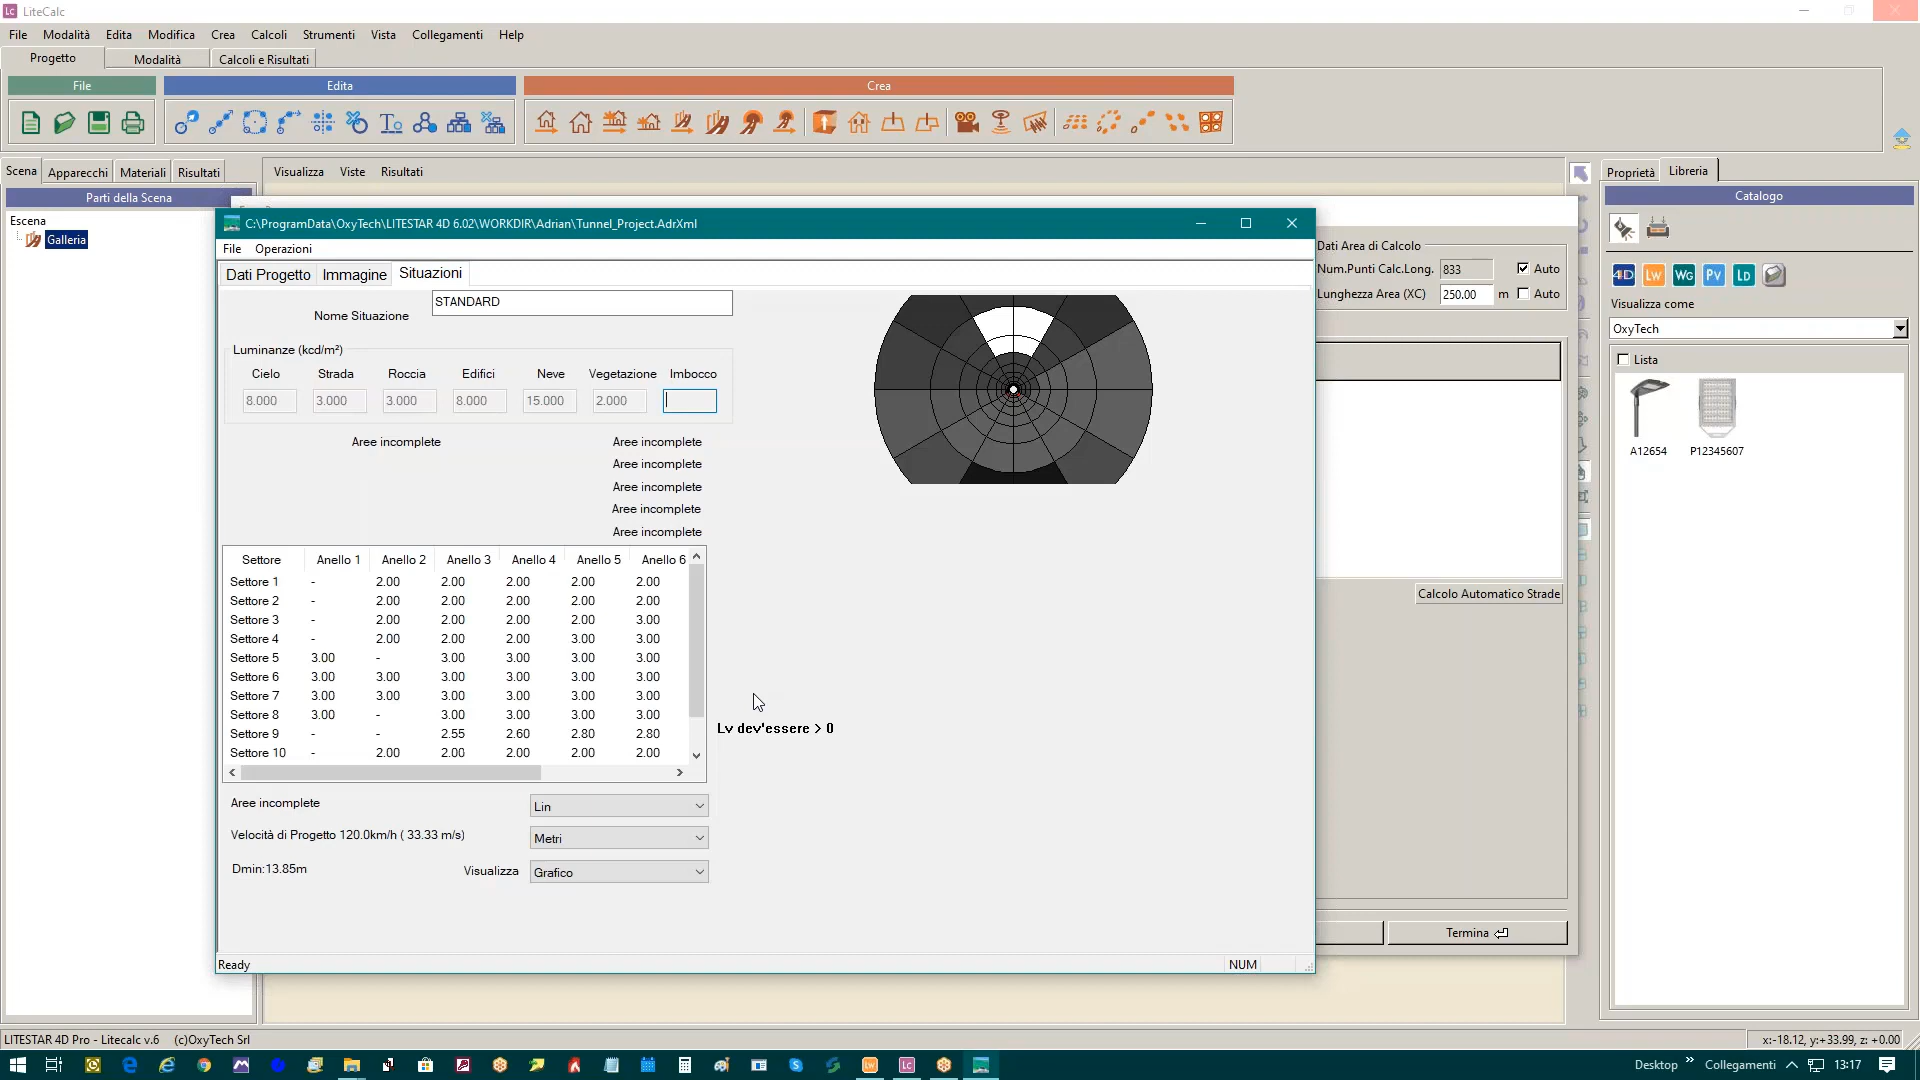 LiteCalc
File Modalità Edita Modifica Crea Calcoli Strumenti Vista Collegamenti Help
Progetto Modalità Calcoli e Risultati
File Edita Crea
Scena Apparecchi Materiali Risultati
Visualizza Viste Risultati
Proprietà Libreria
Parti della Scena
Catalogo
Escena
Galleria
C:\ProgramData\OxyTech\LITESTAR 4D 6.02\WORKDIR\Adrian\Tunnel_Project.AdrXml
File Operazioni
Dati Progetto Immagine Situazioni
Nome Situazione STANDARD
Luminanze (kcd/m²)
Cielo Strada Roccia Edifici Neve Vegetazione Imbocco
8.000 3.000 3.000 8.000 15.000 2.000
Aree incomplete Aree incomplete
Aree incomplete
Aree incomplete
Aree incomplete
Aree incomplete
Settore Anello 1 Anello 2 Anello 3 Anello 4 Anello 5 Anello 6
Settore 1 - 2.00 2.00 2.00 2.00 2.00
Settore 2 - 2.00 2.00 2.00 2.00 2.00
Settore 3 - 2.00 2.00 2.00 2.00 3.00
Settore 4 - 2.00 2.00 2.00 3.00 3.00
Settore 5 3.00 - 3.00 3.00 3.00 3.00
Settore 6 3.00 3.00 3.00 3.00 3.00 3.00
Settore 7 3.00 3.00 3.00 3.00 3.00 3.00
Settore 8 3.00 - 3.00 3.00 3.00 3.00
Settore 9 - - 2.55 2.60 2.80 2.80
Settore 10 - 2.00 2.00 2.00 2.00 2.00
Lv dev'essere > 0
Aree incomplete Lin
Velocità di Progetto 120.0km/h ( 33.33 m/s) Metri
Dmin:13.85m Visualizza Grafico
Ready NUM
Dati Area di Calcolo
Num.Punti Calc.Long. 833 Auto
Lunghezza Area (XC) 250.00 m Auto
Calcolo Automatico Strade
Termina
4D LW WG PV LD
Visualizza come
OxyTech
Lista
A12654 P12345607
LITESTAR 4D Pro - Litecalc v.6 (c)OxyTech Srl
x:-18.12, y:+33.99, z: +0.00
Desktop » Collegamenti 13:17